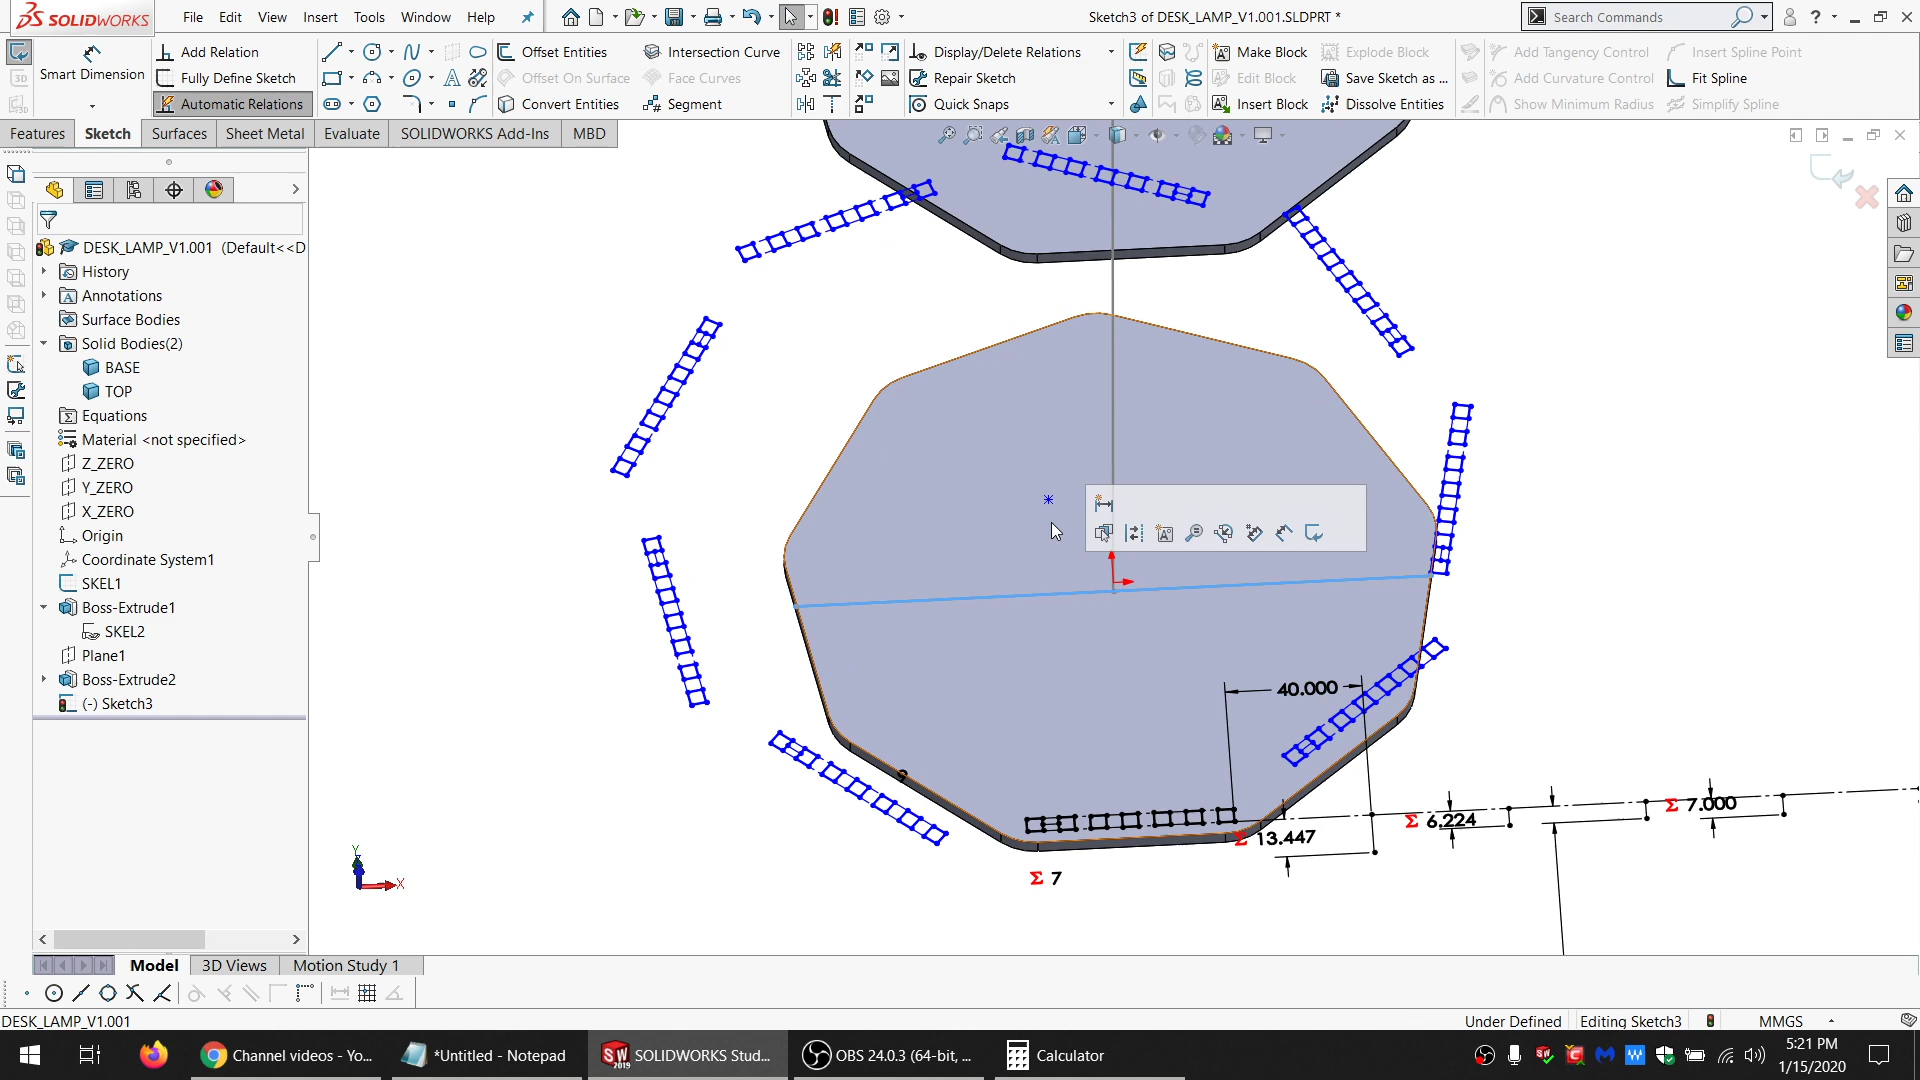 SOLIDWORKS
File Edit View Insert Tools Window Help
Sketch3 of DESK_LAMP_V1.001.SLDPRT *
Search Commands
Smart Dimension
Add Relation
Fully Define Sketch
Automatic Relations
Offset Entities
Offset On Surface
Convert Entities
Intersection Curve
Face Curves
Segment
Display/Delete Relations
Repair Sketch
Quick Snaps
Make Block
Edit Block
Insert Block
Explode Block
Save Sketch as ...
Dissolve Entities
Add Tangency Control
Add Curvature Control
Show Minimum Radius
Insert Spline Point
Fit Spline
Simplify Spline
Features Sketch Surfaces Sheet Metal Evaluate SOLIDWORKS Add-Ins MBD
DESK_LAMP_V1.001 (Default<<D
History
Annotations
Surface Bodies
Solid Bodies(2)
BASE
TOP
Equations
Material <not specified>
Z_ZERO
Y_ZERO
X_ZERO
Origin
Coordinate System1
SKEL1
Boss-Extrude1
SKEL2
Plane1
Boss-Extrude2
(-) Sketch3
40.000
Σ 7.000
Σ 6.224
Σ 13.447
Σ 7
Y
X
Model 3D Views Motion Study 1
DESK_LAMP_V1.001
Under Defined Editing Sketch3 MMGS
Channel videos - Yo...
*Untitled - Notepad
SW 2019 SOLIDWORKS Stud...
OBS 24.0.3 (64-bit, ...
Calculator
5:21 PM
1/15/2020